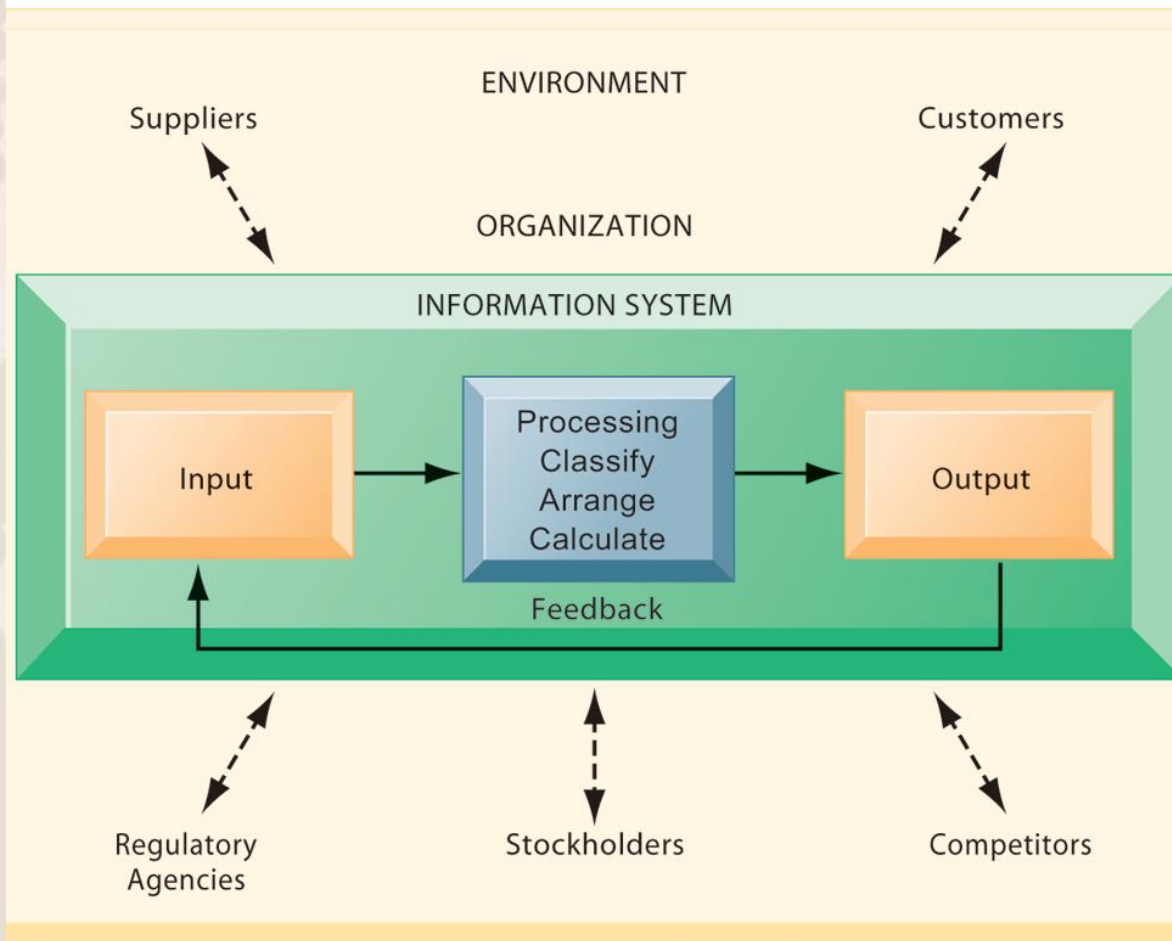 ENVIRONMENT
Suppliers
Customers
ORGANIZATION
INFORMATION SYSTEM
Input
Processing
Classify
Arrange
Calculate
Output
Feedback
Regulatory
Agencies
Stockholders
Competitors